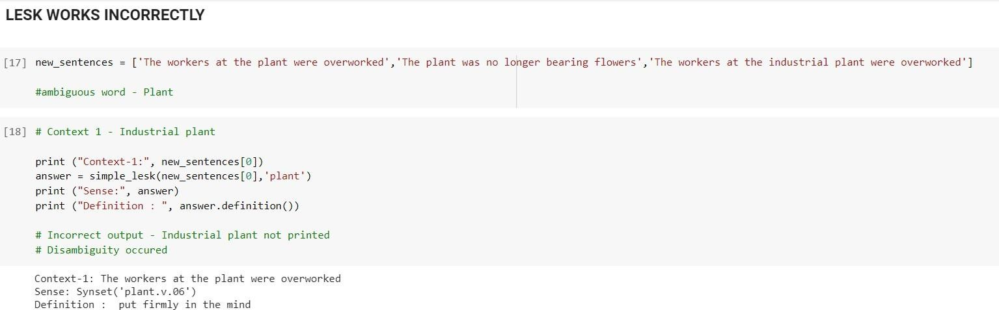 LESK WORKS INCORRECTLY
[17] new_sentences = ['The workers at the plant were overworked','The plant was no longer bearing flowers','The workers at the industrial plant were overworked']
#ambiguous word - Plant
[18] # Context 1 - Industrial plant
print ("Context-1:", new_sentences[0])
answer = simple_lesk(new_sentences[0],'plant')
print ("Sense:", answer)
print ("Definition : ", answer.definition())
# Incorrect output - Industrial plant not printed
# Disambiguity occured
Context-1: The workers at the plant were overworked
Sense: Synset('plant.v.06')
Definition :  put firmly in the mind